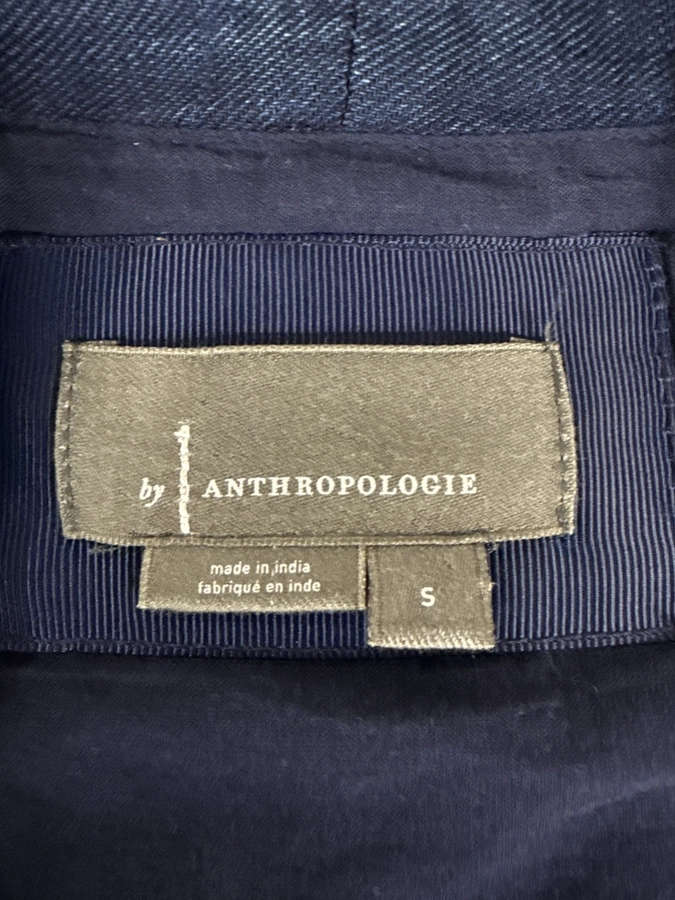 by ANTHROPOLOGIE
made in india
fabriqué en inde
S